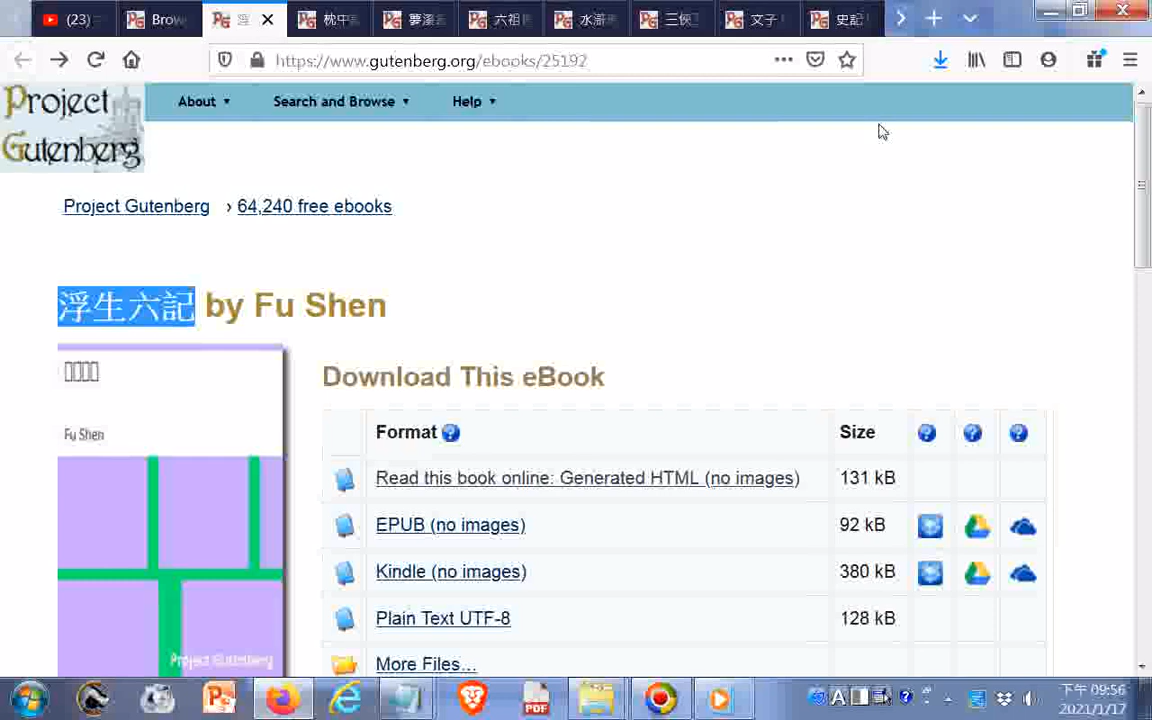 (23)
Brow
枕中
夢溪
六祖
水滸
三俠
文子
史記
https://www.gutenberg.org/ebooks/25192
Project
Gutenberg
About
Search and Browse
Help
Project Gutenberg › 64,240 free ebooks
浮生六記 by Fu Shen
Fu Shen
Project Gutenberg
Download This eBook
Format Size
Read this book online: Generated HTML (no images) 131 kB
EPUB (no images) 92 kB
Kindle (no images) 380 kB
Plain Text UTF-8 128 kB
More Files...
PDF
A
下午 09:56
2021/1/17